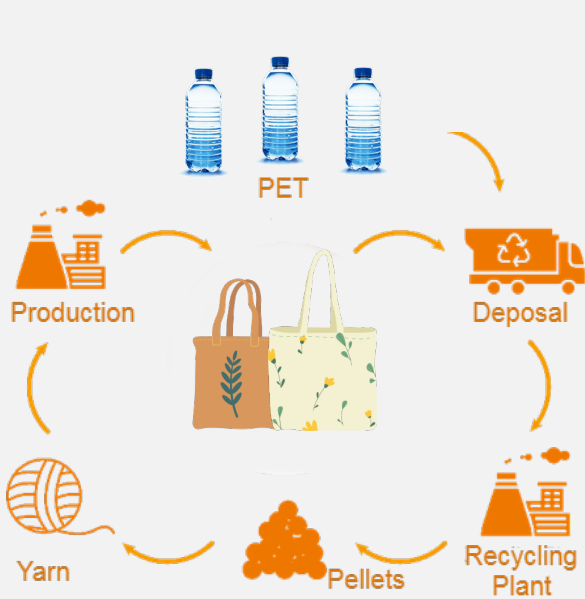 PET
Production
Deposal
Yarn
Pellets
Recycling
Plant